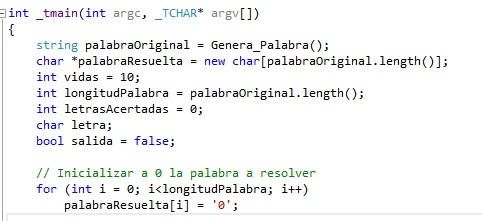 int _tmain(int argc, _TCHAR* argv[])
{
string palabraOriginal = Genera_Palabra();
char *palabraResuelta = new char[palabraOriginal.length()];
int vidas = 10;
int longitudPalabra = palabraOriginal.length();
int letrasAcertadas = 0;
char letra;
bool salida = false;
// Inicializar a 0 la palabra a resolver
for (int i = 0; i<longitudPalabra; i++)
palabraResuelta[i] = '0';